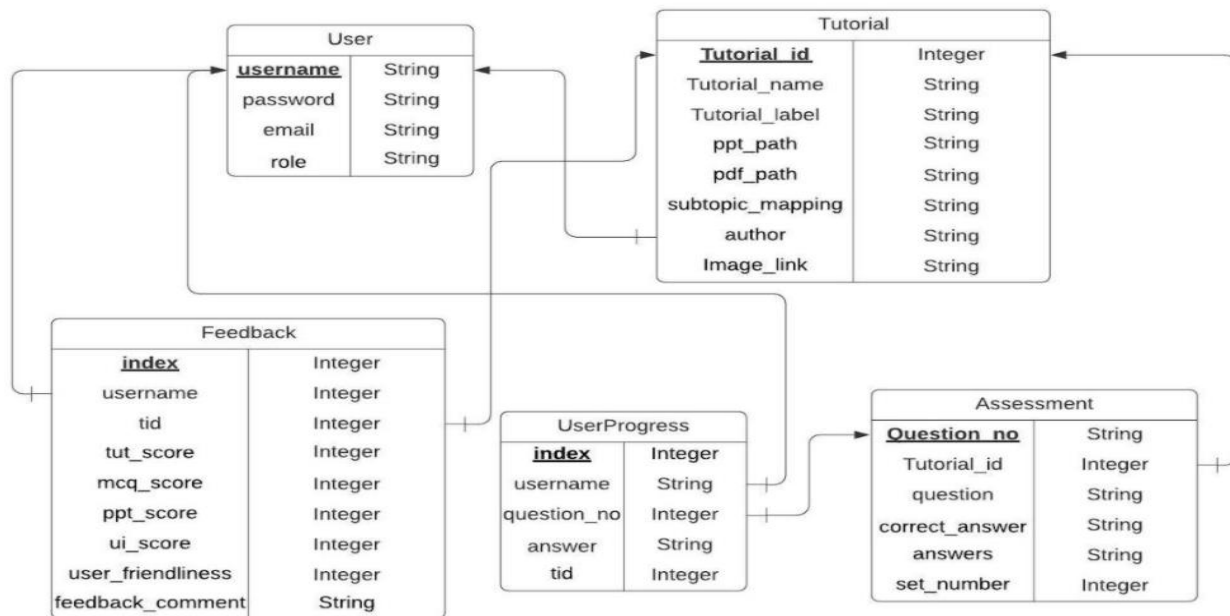 User
username String
password String
email String
role String
Tutorial
Tutorial_id Integer
Tutorial_name String
Tutorial_label String
ppt_path String
pdf_path String
subtopic_mapping String
author String
Image_link String
Feedback
index Integer
username Integer
tid Integer
tut_score Integer
mcq_score Integer
ppt_score Integer
ui_score Integer
user_friendliness Integer
feedback_comment String
UserProgress
index Integer
username String
question_no Integer
answer String
tid Integer
Assessment
Question_no String
Tutorial_id Integer
question String
correct_answer String
answers String
set_number Integer